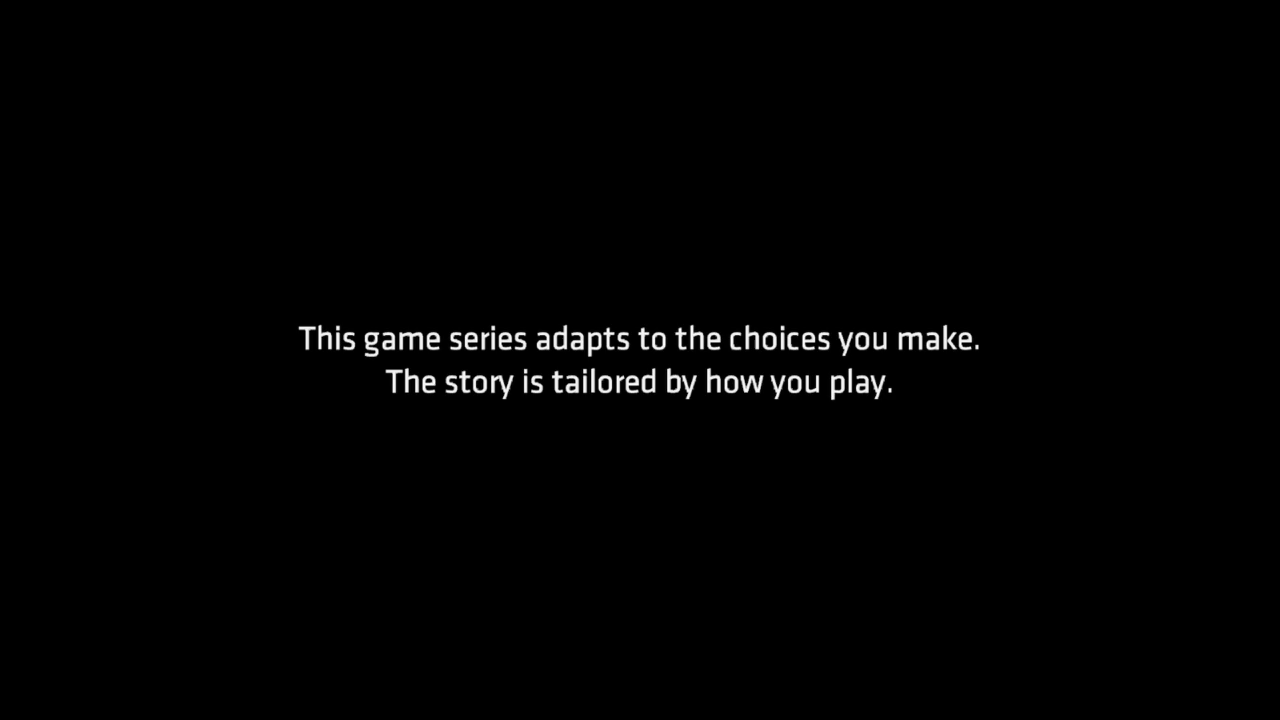 This game series adapts to the choices you make.
The story is tailored by how you play.